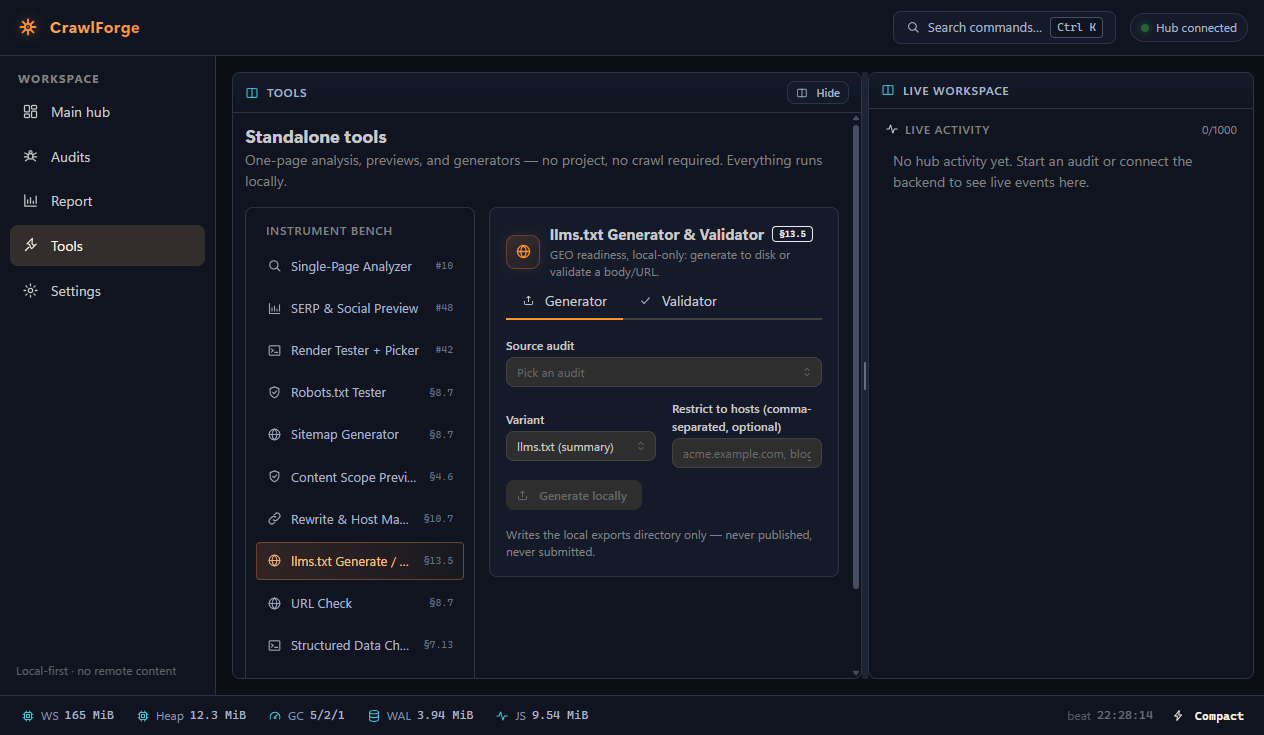 CrawlForge
Search commands... Ctrl K
Hub connected
WORKSPACE
Main hub
Audits
Report
Tools
Settings
Local-first · no remote content
TOOLS
Hide
Standalone tools
One-page analysis, previews, and generators — no project, no crawl required. Everything runs
locally.
INSTRUMENT BENCH
Single-Page Analyzer #10
SERP & Social Preview #48
Render Tester + Picker #42
Robots.txt Tester §8.7
Sitemap Generator §8.7
Content Scope Previ... §4.6
Rewrite & Host Ma... §10.7
llms.txt Generate / ... §13.5
URL Check §8.7
Structured Data Ch... §7.13
llms.txt Generator & Validator §13.5
GEO readiness, local-only: generate to disk or
validate a body/URL.
Generator Validator
Source audit
Pick an audit
Variant
llms.txt (summary)
Restrict to hosts (comma-
separated, optional)
acme.example.com, blog
Generate locally
Writes the local exports directory only — never published,
never submitted.
LIVE WORKSPACE
LIVE ACTIVITY 0/1000
No hub activity yet. Start an audit or connect the
backend to see live events here.
WS 165 MiB Heap 12.3 MiB GC 5/2/1 WAL 3.94 MiB JS 9.54 MiB
beat 22:28:14 Compact